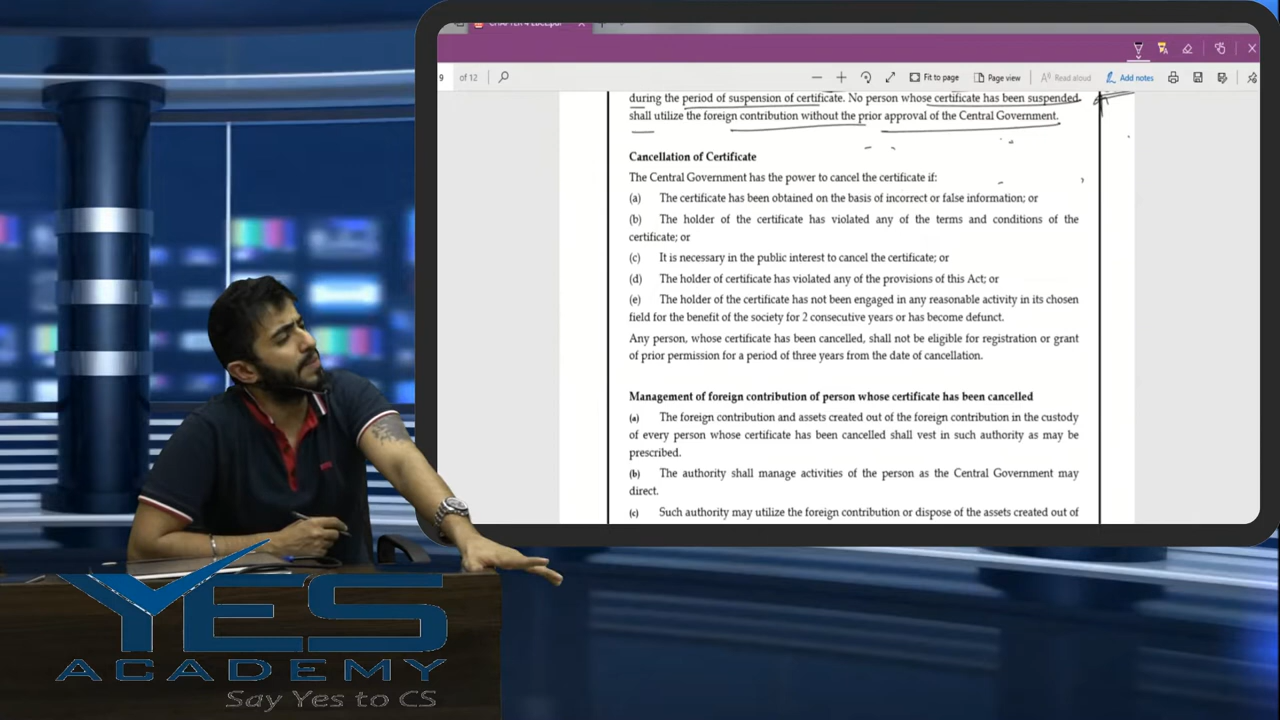 CHAPTER 4 EBCL.pdf
9 of 12
Fit to page
Page view
Read aloud
Add notes
during the period of suspension of certificate. No person whose certificate has been suspended
shall utilize the foreign contribution without the prior approval of the Central Government.
Cancellation of Certificate
The Central Government has the power to cancel the certificate if:
(a) The certificate has been obtained on the basis of incorrect or false information; or
(b) The holder of the certificate has violated any of the terms and conditions of the
certificate; or
(c) It is necessary in the public interest to cancel the certificate; or
(d) The holder of certificate has violated any of the provisions of this Act; or
(e) The holder of the certificate has not been engaged in any reasonable activity in its chosen
field for the benefit of the society for 2 consecutive years or has become defunct.
Any person, whose certificate has been cancelled, shall not be eligible for registration or grant
of prior permission for a period of three years from the date of cancellation.
Management of foreign contribution of person whose certificate has been cancelled
(a) The foreign contribution and assets created out of the foreign contribution in the custody
of every person whose certificate has been cancelled shall vest in such authority as may be
prescribed.
(b) The authority shall manage activities of the person as the Central Government may
direct.
(c) Such authority may utilize the foreign contribution or dispose of the assets created out of
YES
ACADEMY
Say Yes to CS